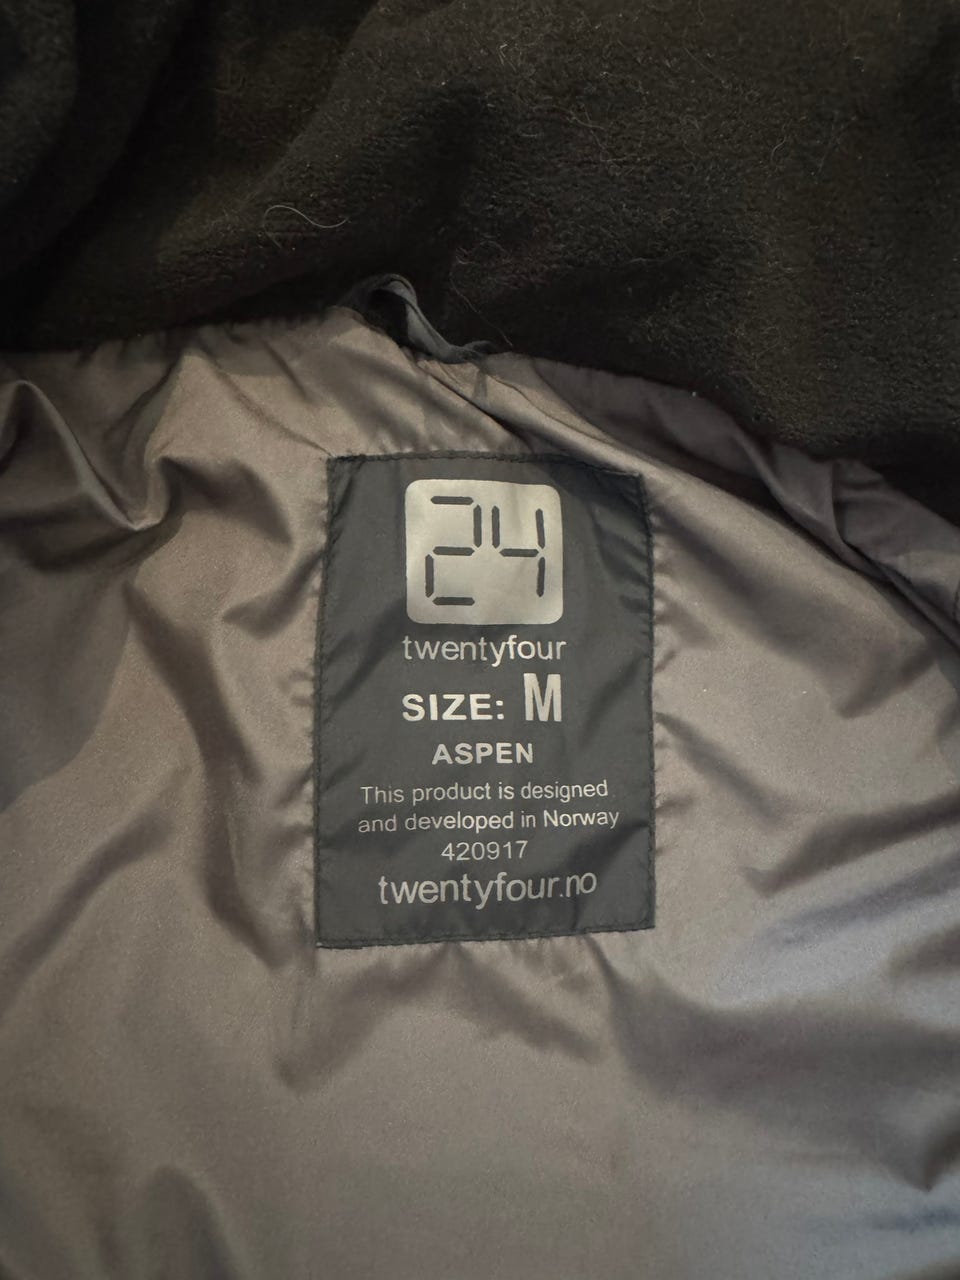 24
twentyfour
SIZE: M
ASPEN
This product is designed
and developed in Norway
420917
twentyfour.no